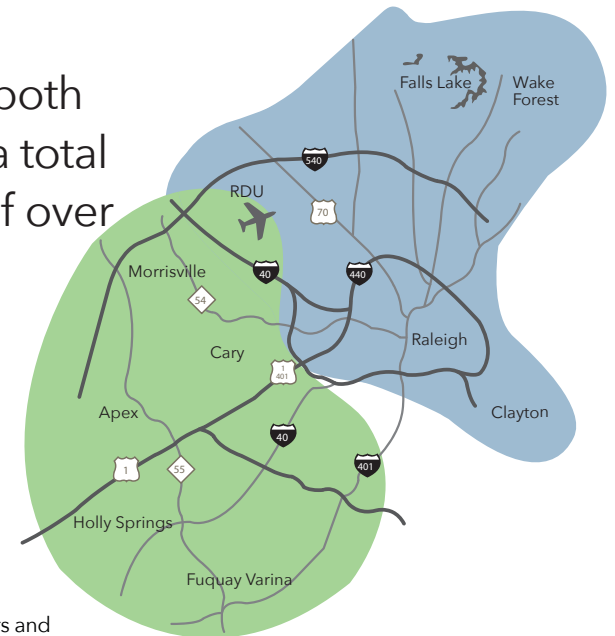 both
a total
f over
Falls Lake
Wake
Forest
540
RDU
70
Morrisville
40
440
54
Raleigh
Cary
1
401
Apex
Clayton
40
401
1
55
Holly Springs
Fuquay Varina
s and